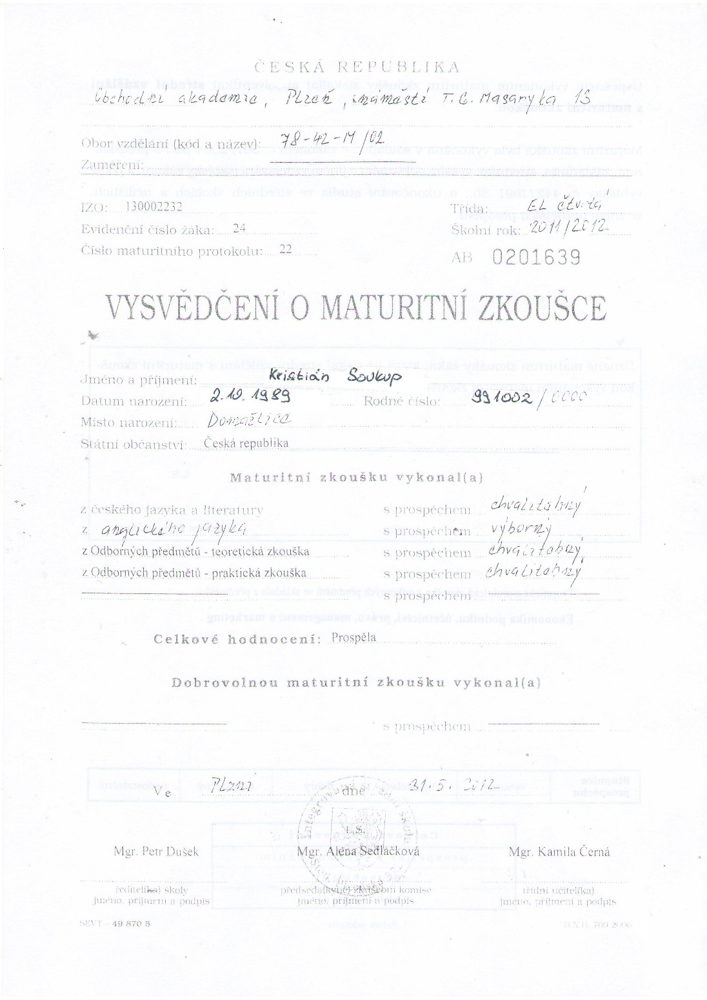 ČESKÁ REPUBLIKA
Obchodní akademie, Plzeň, náměstí T. G. Masaryka 13
Obor vzdělání (kód a název): 78-42-M/02
Zaměření:
IZO: 130002232
Třída: EL čtvrtá
Evidenční číslo žáka: 24
Školní rok: 2011/2012
Číslo maturitního protokolu: 22
AB 0201639
VYSVĚDČENÍ O MATURITNÍ ZKOUŠCE
Jméno a příjmení: Kristián Soukup
Datum narození: 2.10.1989 Rodné číslo: 991002/0000
Místo narození: Domažlice
Státní občanství: Česká republika
Maturitní zkoušku vykonal(a)
z českého jazyka a literatury s prospěchem chvalitebný
z anglického jazyka s prospěchem výborný
z Odborných předmětů - teoretická zkouška s prospěchem chvalitebný
z Odborných předmětů - praktická zkouška s prospěchem chvalitebný
s prospěchem
Celkové hodnocení: Prospěla
Dobrovolnou maturitní zkoušku vykonal(a)
s prospěchem
Ve Plzni dne 31.5. 2012
L.S.
Mgr. Petr Dušek Mgr. Alena Sedláčková Mgr. Kamila Černá
ředitel(ka) školy předseda(kyně) zkušební komise třídní učitel(ka)
jméno, příjmení a podpis jméno, příjmení a podpis jméno, příjmení a podpis
SEVT - 49 870 5